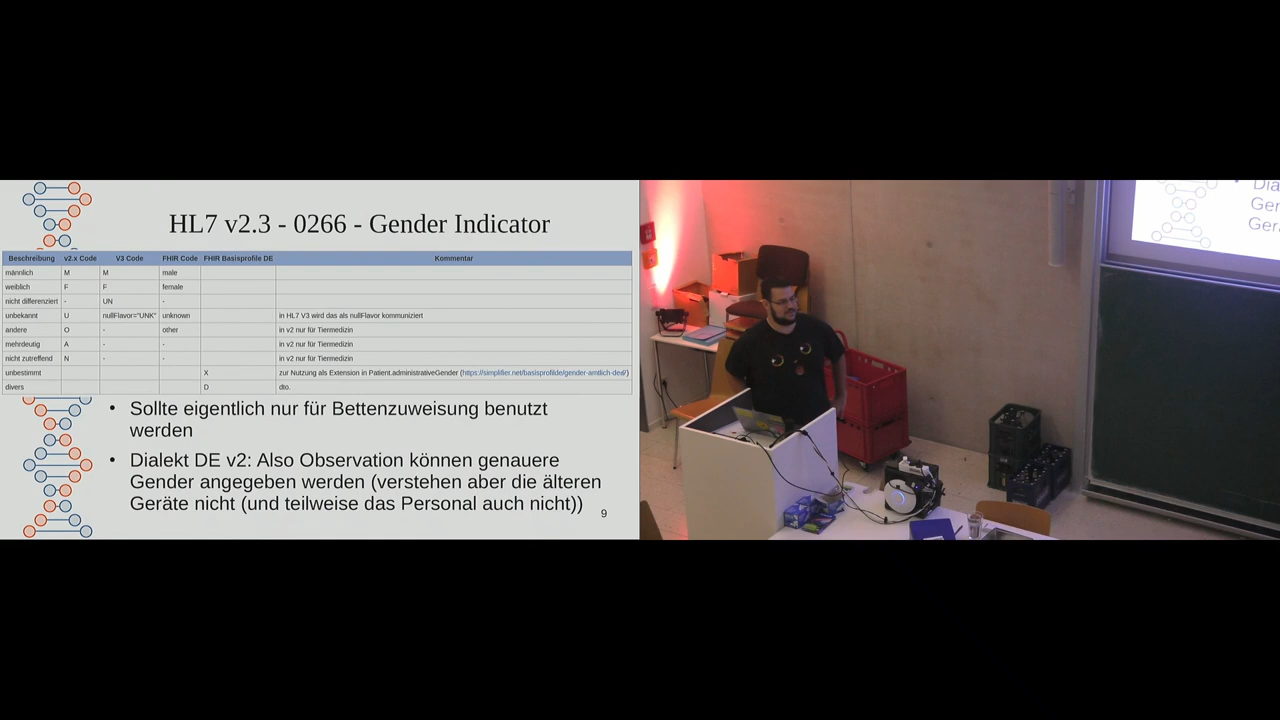 HL7 v2.3 - 0266 - Gender Indicator
Beschreibung v2.x Code V3 Code FHIR Code FHIR Basisprofile DE Kommentar
männlich M M male
weiblich F F female
nicht differenziert - UN -
unbekannt U nullFlavor="UNK" unknown in HL7 V3 wird das als nullFlavor kommuniziert
andere O - other in v2 nur für Tiermedizin
mehrdeutig A - - in v2 nur für Tiermedizin
nicht zutreffend N - - in v2 nur für Tiermedizin
unbestimmt X zur Nutzung als Extension in Patient.administrativeGender (https://simplifier.net/basisprofilde/gender-amtlich-de)
divers D dto.
• Sollte eigentlich nur für Bettenzuweisung benutzt
werden
• Dialekt DE v2: Also Observation können genauere
Gender angegeben werden (verstehen aber die älteren
Geräte nicht (und teilweise das Personal auch nicht))
9
• Dia
Gen
Gerä